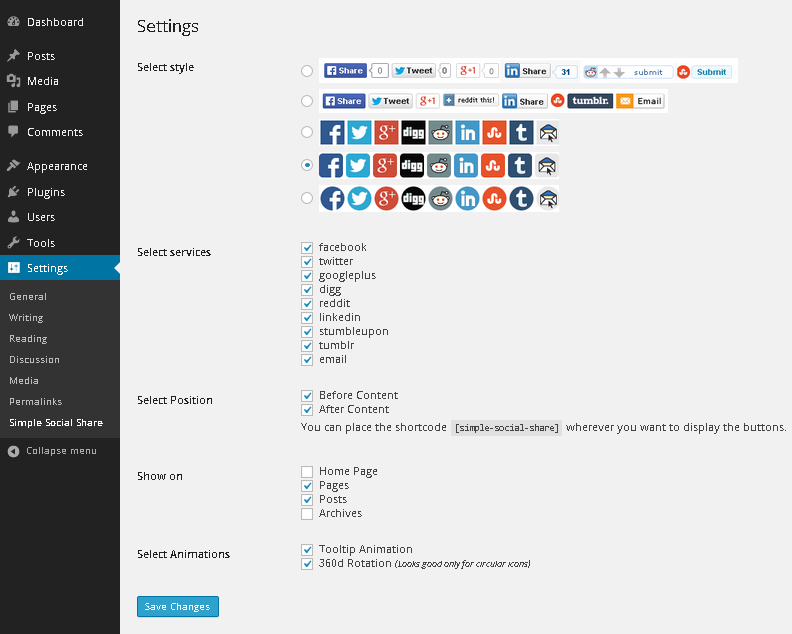 Dashboard
Posts
Media
Pages
Comments
Appearance
Plugins
Users
Tools
Settings
General
Writing
Reading
Discussion
Media
Permalinks
Simple Social Share
Collapse menu
Settings
Select style
f Share 0 Tweet 0 g+1 0 in Share 31 submit Submit
f Share Tweet g+1 + reddit this! in Share tumblr. Email
f g+ digg in t
f g+ digg in t
f g+ digg in t
Select services
facebook
twitter
googleplus
digg
reddit
linkedin
stumbleupon
tumblr
email
Select Position
Before Content
After Content
You can place the shortcode [simple-social-share] wherever you want to display the buttons.
Show on
Home Page
Pages
Posts
Archives
Select Animations
Tooltip Animation
360d Rotation (Looks good only for circular icons)
Save Changes